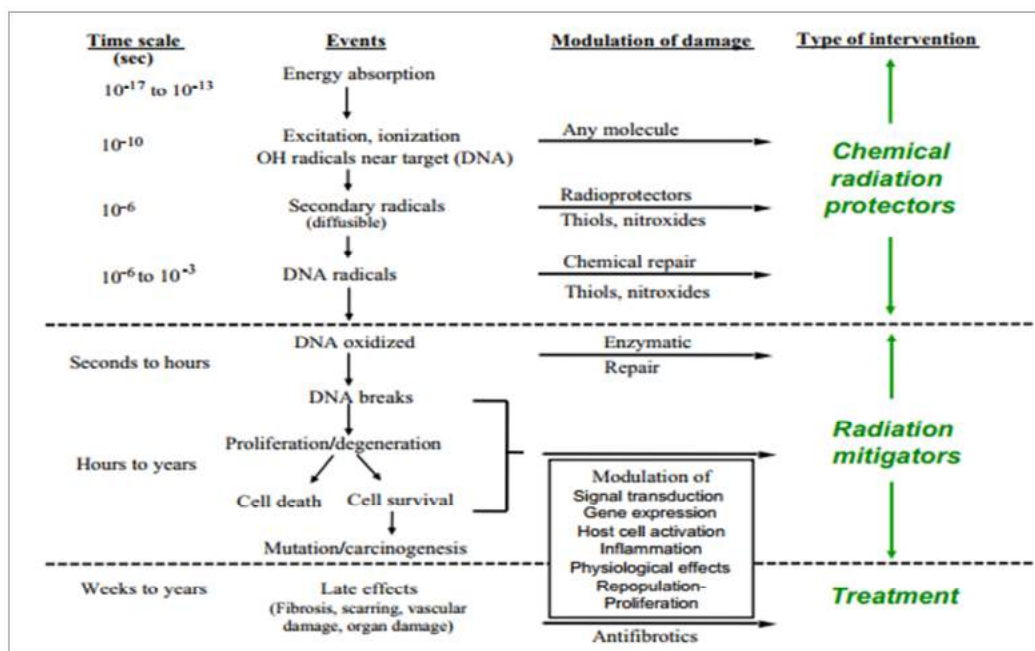 Time scale Events Modulation of damage Type of intervention
(sec)
Energy absorption
10⁻¹⁷ to 10⁻¹³
Excitation, ionization
OH radicals near target (DNA)
10⁻¹⁰
Any molecule
Chemical
radiation
protectors
10⁻⁶
Secondary radicals
(diffusible)
Radioprotectors
Thiols, nitroxides
10⁻⁶ to 10⁻³
DNA radicals
Chemical repair
Thiols, nitroxides
Seconds to hours
DNA oxidized
Enzymatic
Repair
DNA breaks
Proliferation/degeneration
Hours to years
Cell death Cell survival
Mutation/carcinogenesis
Radiation
mitigators
Modulation of
Signal transduction
Gene expression
Host cell activation
Inflammation
Physiological effects
Repopulation-
Proliferation
Weeks to years
Late effects
(Fibrosis, scarring, vascular
damage, organ damage)
Antifibrotics
Treatment